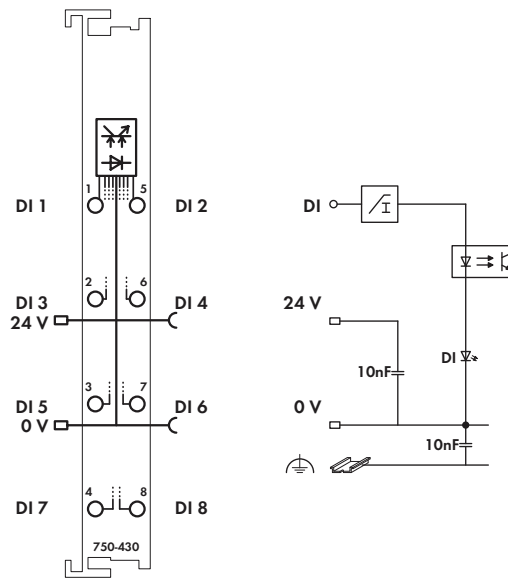 1 5
DI 1 DI 2
2 6
DI 3 DI 4
24 V
3 7
DI 5 DI 6
0 V
4 8
DI 7 DI 8
750-430
DI
I
24 V
10nF
DI
0 V
10nF